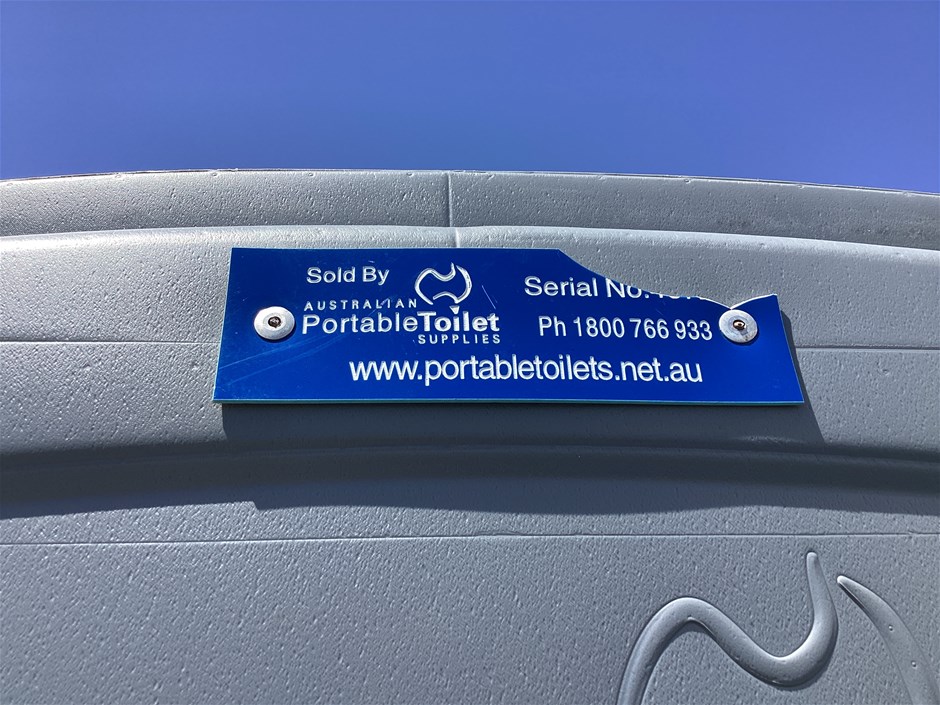 Sold By
AUSTRALIAN
PortableToilet
SUPPLIES
Serial No.
Ph 1800 766 933
www.portabletoilets.net.au